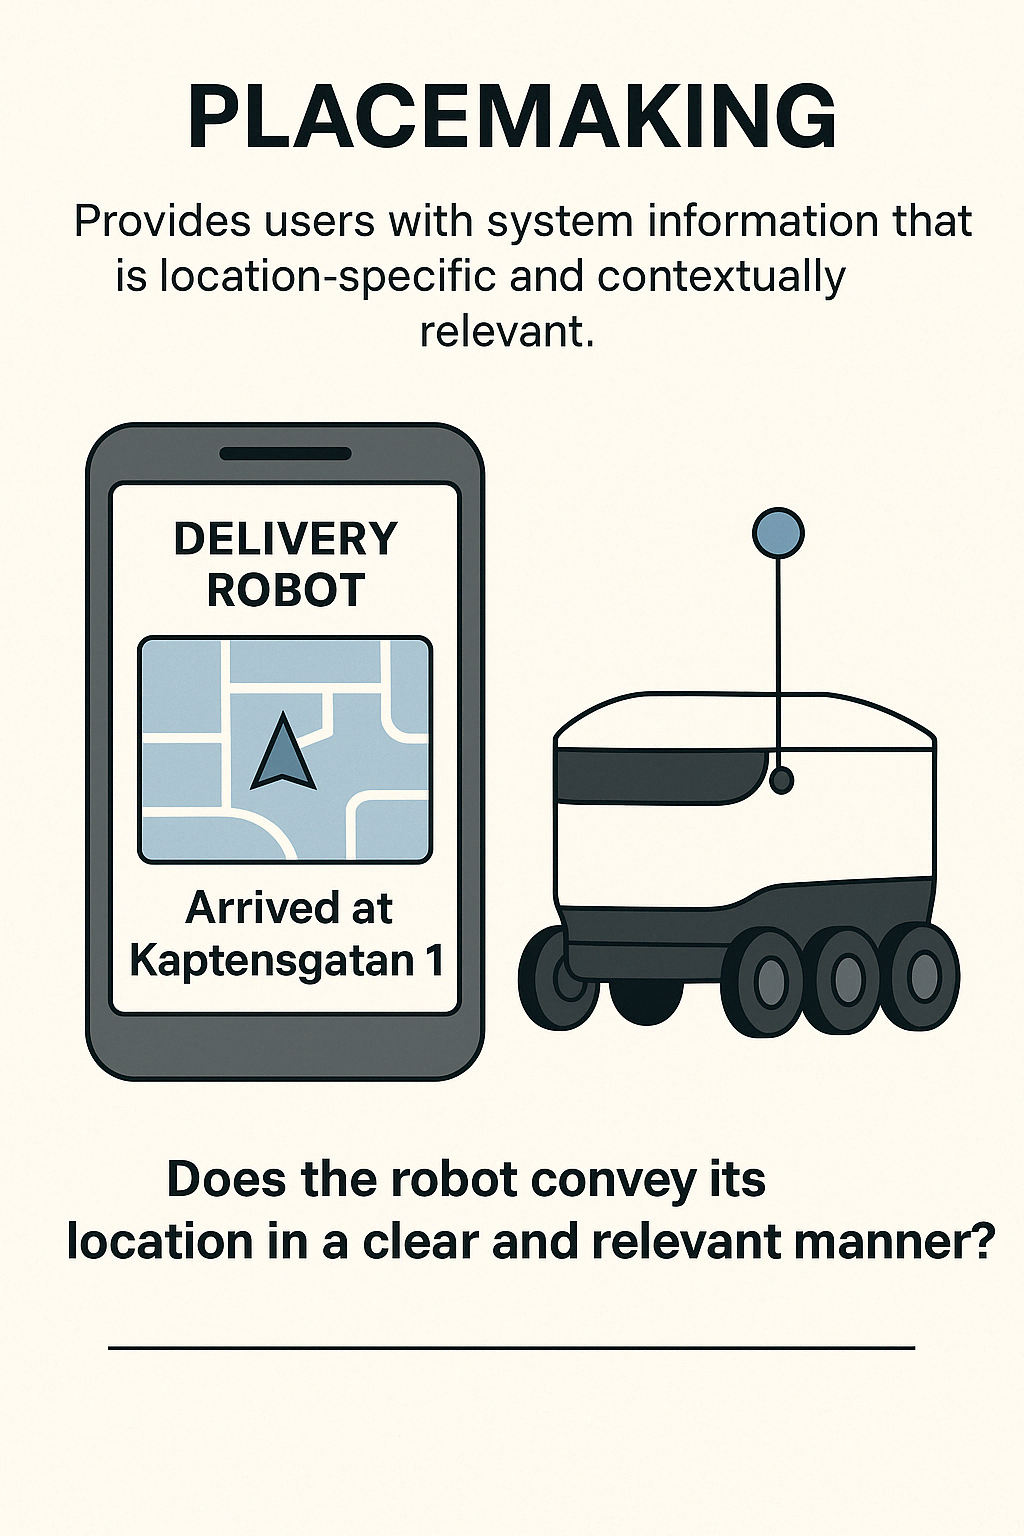 PLACEMAKING
Provides users with system information that
is location-specific and contextually
relevant.
DELIVERY
ROBOT
Arrived at
Kaptensgatan 1
Does the robot convey its
location in a clear and relevant manner?